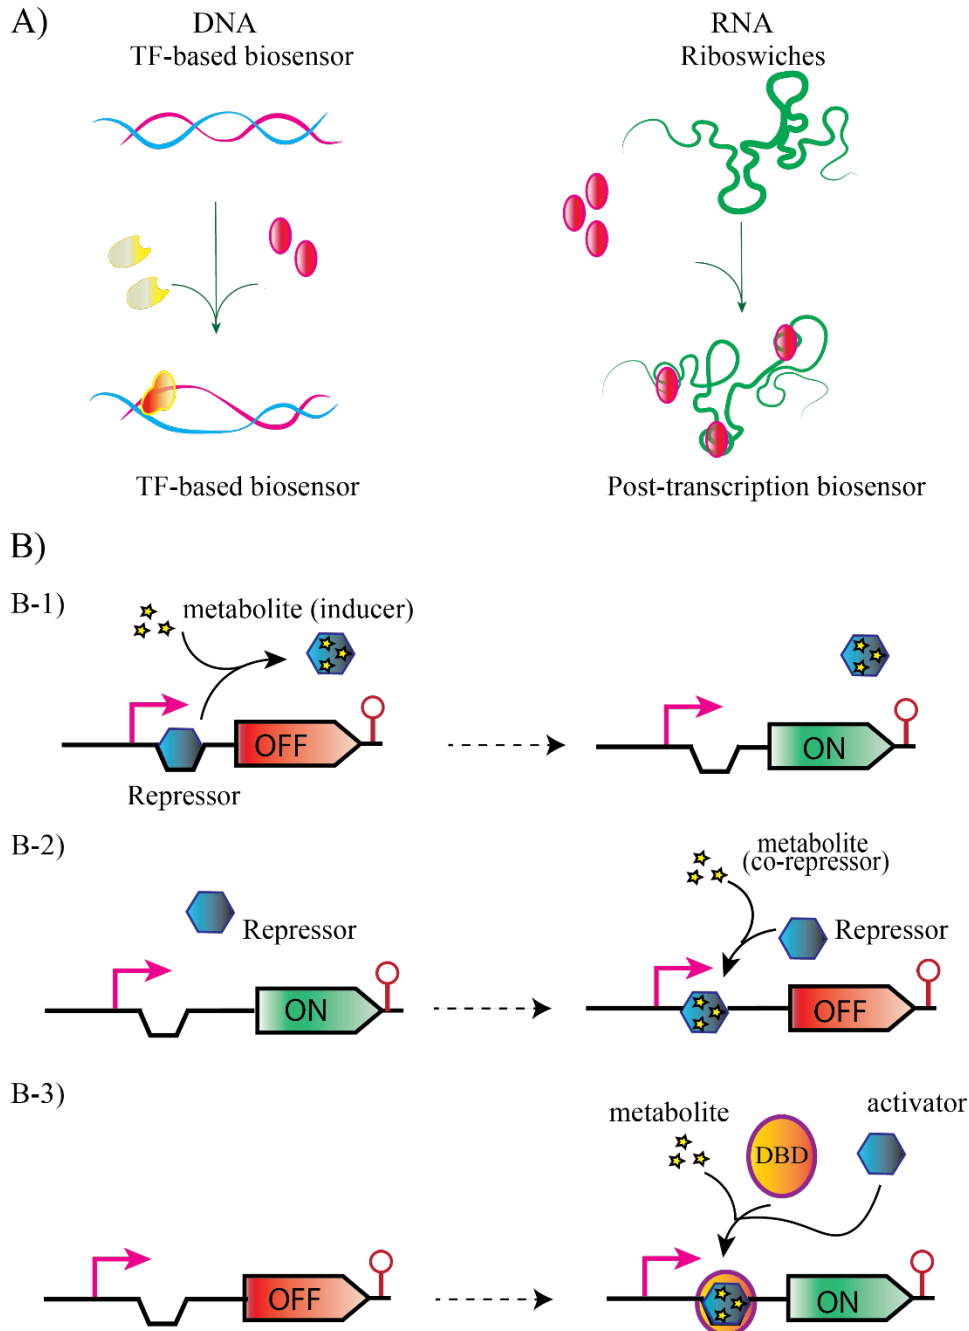 A)
DNA
TF-based biosensor
RNA
Riboswiches
TF-based biosensor
Post-transcription biosensor
B)
B-1)
metabolite (inducer)
OFF
Repressor
ON
B-2)
Repressor
ON
metabolite
(co-repressor)
Repressor
OFF
B-3)
OFF
metabolite
DBD
activator
ON